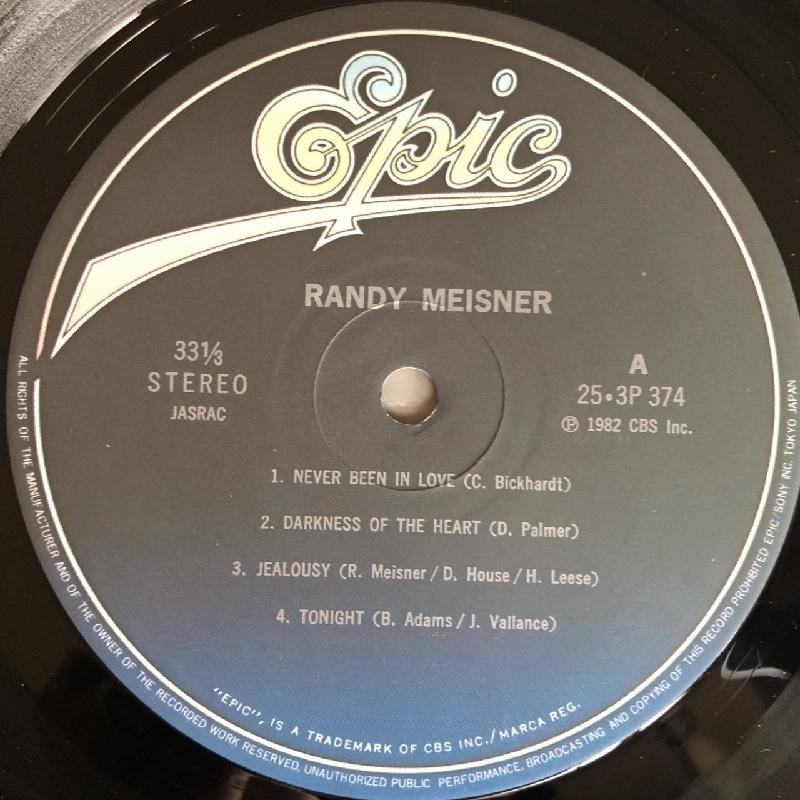 Epic
RANDY MEISNER
33⅓
STEREO
JASRAC
A
25・3P 374
Ⓟ 1982 CBS Inc.
1. NEVER BEEN IN LOVE (C. Bickhardt)
2. DARKNESS OF THE HEART (D. Palmer)
3. JEALOUSY (R. Meisner / D. House / H. Leese)
4. TONIGHT (B. Adams / J. Vallance)
"EPIC", IS A TRADEMARK OF CBS INC./MARCA REG.
ALL RIGHTS OF THE MANUFACTURER AND OF THE OWNER OF THE RECORDED WORK RESERVED, UNAUTHORIZED PUBLIC PERFORMANCE, BROADCASTING AND COPYING OF THIS RECORD PROHIBITED EPIC/SONY INC. TOKYO JAPAN